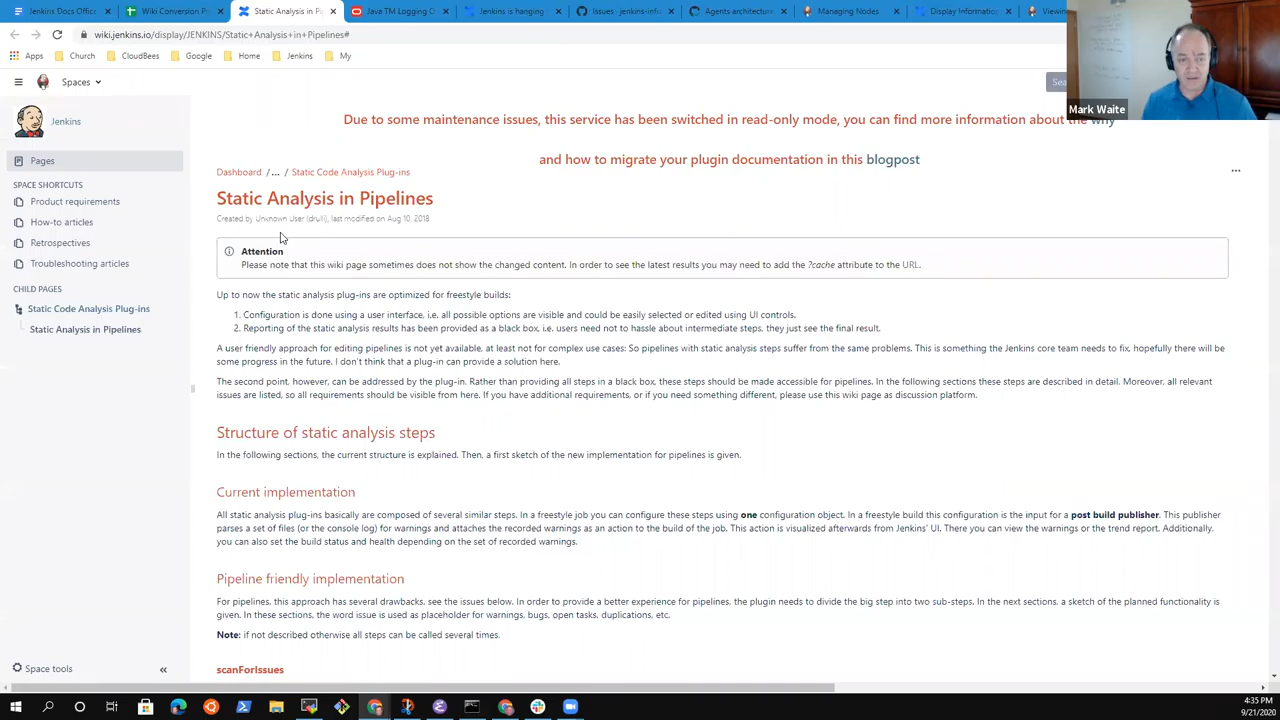 Jenkins Docs Offic
Wiki Conversion Pr
Static Analysis in Pi
Java TM Logging O
Jenkins is hanging
Issues · jenkins-infr
Agents architectur
Managing Nodes
Display Informatio
Viewin
wiki.jenkins.io/display/JENKINS/Static+Analysis+in+Pipelines#
Apps
Church
CloudBees
Google
Home
Jenkins
My
Spaces
Sea
Mark Waite
Jenkins
Due to some maintenance issues, this service has been switched in read-only mode, you can find more information about the why
and how to migrate your plugin documentation in this blogpost
Pages
SPACE SHORTCUTS
Product requirements
How-to articles
Retrospectives
Troubleshooting articles
CHILD PAGES
Static Code Analysis Plug-ins
Static Analysis in Pipelines
Space tools
Dashboard / ... / Static Code Analysis Plug-ins
Static Analysis in Pipelines
Created by Unknown User (drulli), last modified on Aug 10, 2018
Attention
Please note that this wiki page sometimes does not show the changed content. In order to see the latest results you may need to add the ?cache attribute to the URL.
Up to now the static analysis plug-ins are optimized for freestyle builds:
1. Configuration is done using a user interface, i.e. all possible options are visible and could be easily selected or edited using UI controls.
2. Reporting of the static analysis results has been provided as a black box, i.e. users need not to hassle about intermediate steps, they just see the final result.
A user friendly approach for editing pipelines is not yet available, at least not for complex use cases: So pipelines with static analysis steps suffer from the same problems. This is something the Jenkins core team needs to fix, hopefully there will be
some progress in the future. I don't think that a plug-in can provide a solution here.
The second point, however, can be addressed by the plug-in. Rather than providing all steps in a black box, these steps should be made accessible for pipelines. In the following sections these steps are described in detail. Moreover, all relevant
issues are listed, so all requirements should be visible from here. If you have additional requirements, or if you need something different, please use this wiki page as discussion platform.
Structure of static analysis steps
In the following sections, the current structure is explained. Then, a first sketch of the new implementation for pipelines is given.
Current implementation
All static analysis plug-ins basically are composed of several similar steps. In a freestyle job you can configure these steps using one configuration object. In a freestyle build this configuration is the input for a post build publisher. This publisher
parses a set of files (or the console log) for warnings and attaches the recorded warnings as an action to the build of the job. This action is visualized afterwards from Jenkins' UI. There you can view the warnings or the trend report. Additionally,
you can also set the build status and health depending on the set of recorded warnings.
Pipeline friendly implementation
For pipelines, this approach has several drawbacks, see the issues below. In order to provide a better experience for pipelines, the plugin needs to divide the big step into two sub-steps. In the next sections, a sketch of the planned functionality is
given. In these sections, the word issue is used as placeholder for warnings, bugs, open tasks, duplications, etc.
Note: if not described otherwise all steps can be called several times.
scanForIssues
4:35 PM
9/21/2020